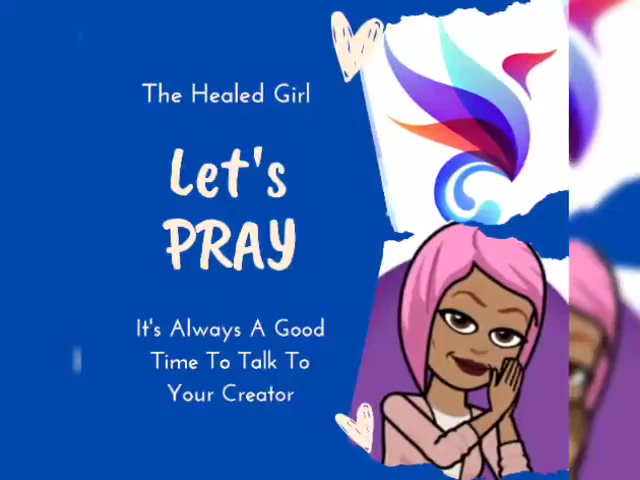 The Healed Girl
Let's
PRAY
It's Always A Good
Time To Talk To
Your Creator